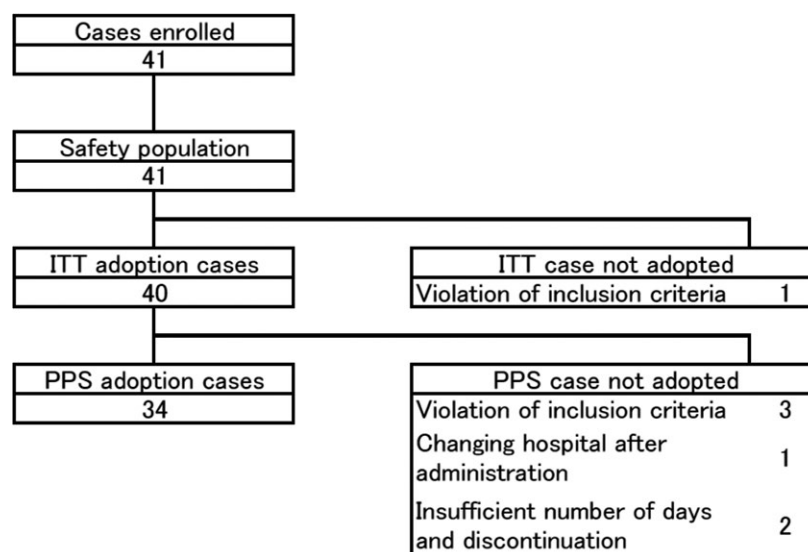 Cases enrolled
41
Safety population
41
ITT adoption cases
40
ITT case not adopted
Violation of inclusion criteria 1
PPS adoption cases
34
PPS case not adopted
Violation of inclusion criteria 3
Changing hospital after
administration 1
Insufficient number of days
and discontinuation 2